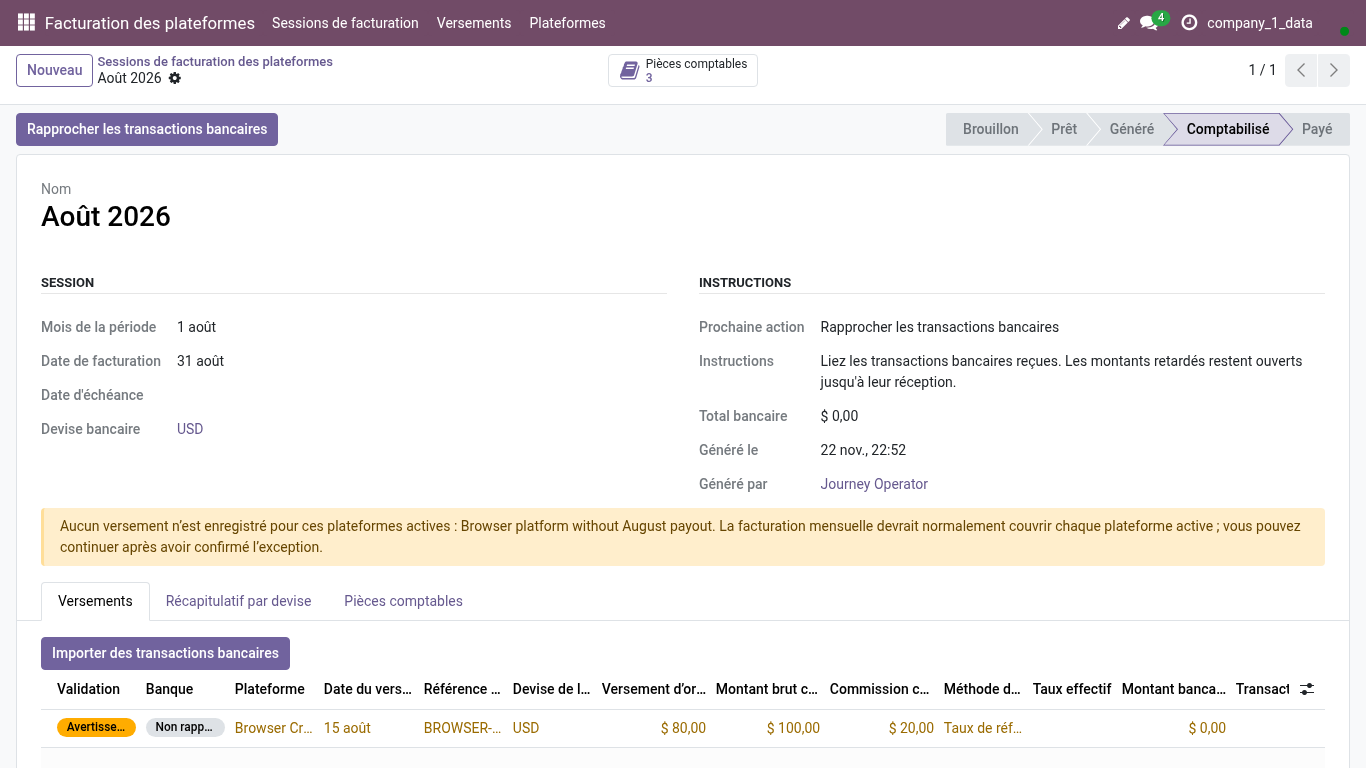 Facturation des plateformes Sessions de facturation Versements Plateformes 4 company_1_data
Nouveau Sessions de facturation des plateformes
Août 2026
Pièces comptables
3
1 / 1
Rapprocher les transactions bancaires Brouillon Prêt Généré Comptabilisé Payé
Nom
Août 2026
SESSION
Mois de la période 1 août
Date de facturation 31 août
Date d'échéance
Devise bancaire USD
INSTRUCTIONS
Prochaine action Rapprocher les transactions bancaires
Instructions Liez les transactions bancaires reçues. Les montants retardés restent ouverts
jusqu'à leur réception.
Total bancaire $ 0,00
Généré le 22 nov., 22:52
Généré par Journey Operator
Aucun versement n’est enregistré pour ces plateformes actives : Browser platform without August payout. La facturation mensuelle devrait normalement couvrir chaque plateforme active ; vous pouvez
continuer après avoir confirmé l’exception.
Versements Récapitulatif par devise Pièces comptables
Importer des transactions bancaires
Validation Banque Plateforme Date du vers... Référence ... Devise de l... Versement d'or... Montant brut c... Commission c... Méthode d... Taux effectif Montant banca... Transact
Avertisse... Non rapp... Browser Cr... 15 août BROWSER-... USD $ 80,00 $ 100,00 $ 20,00 Taux de réf... $ 0,00